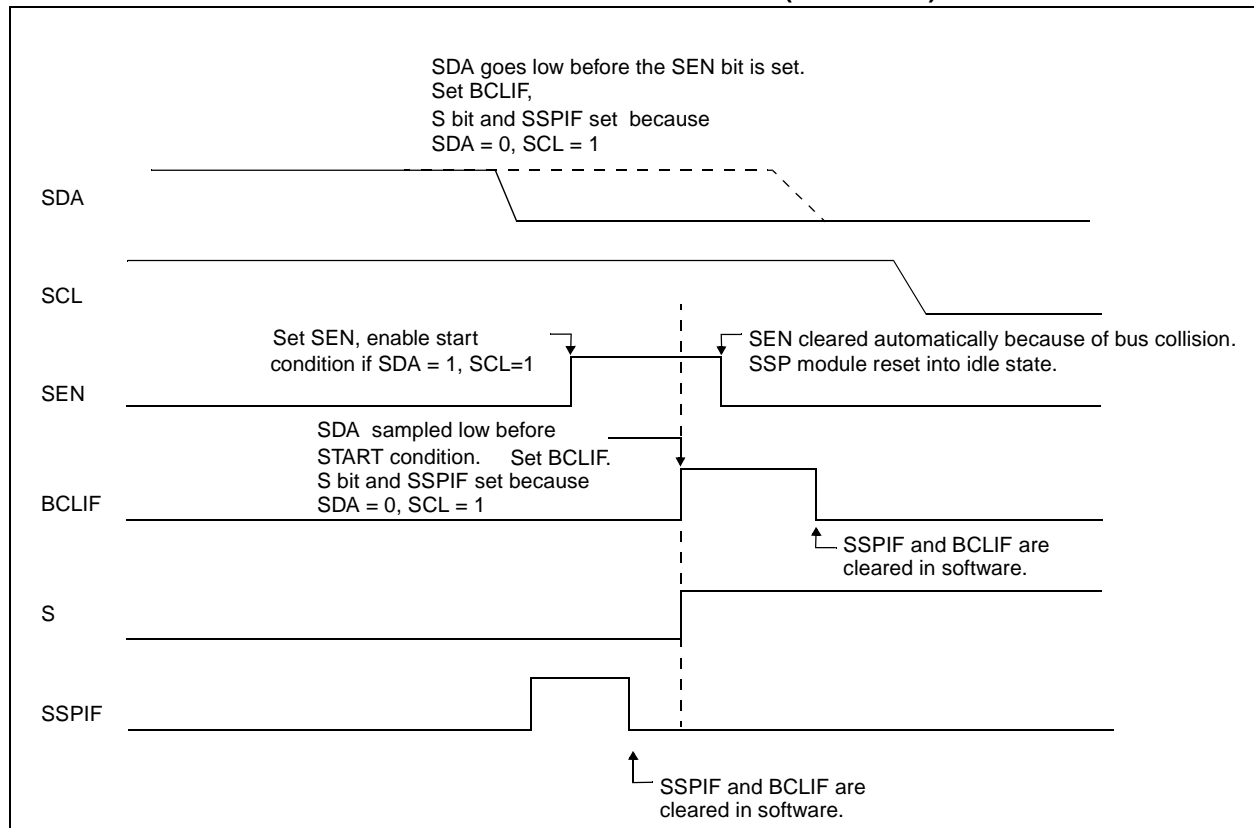 SDA goes low before the SEN bit is set.
Set BCLIF,
S bit and SSPIF set because
SDA = 0, SCL = 1
SDA
SCL
Set SEN, enable start
condition if SDA = 1, SCL=1
SEN cleared automatically because of bus collision.
SSP module reset into idle state.
SEN
SDA sampled low before
START condition. Set BCLIF.
S bit and SSPIF set because
SDA = 0, SCL = 1
BCLIF
SSPIF and BCLIF are
cleared in software.
S
SSPIF
SSPIF and BCLIF are
cleared in software.